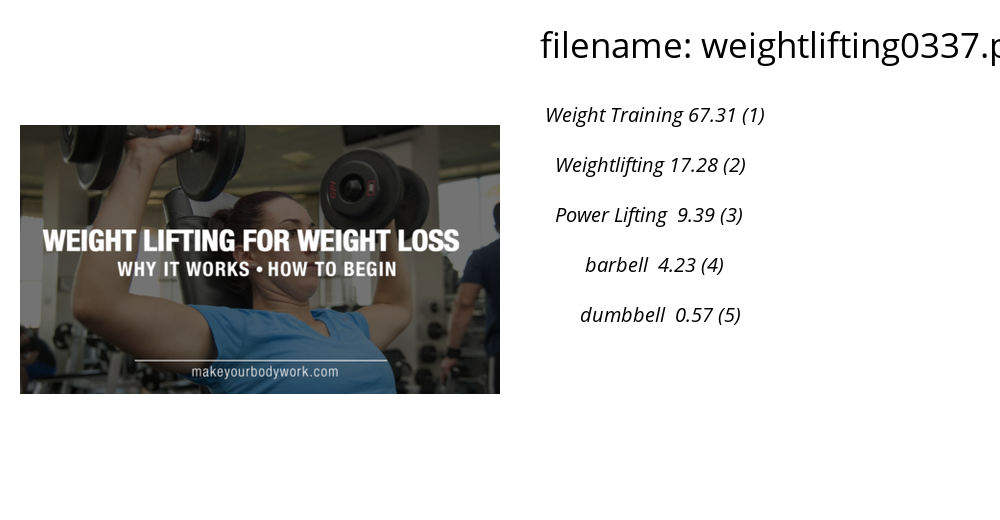 filename: weightlifting0337.p
Weight Training 67.31 (1)
Weightlifting 17.28 (2)
Power Lifting 9.39 (3)
barbell 4.23 (4)
dumbbell 0.57 (5)
WEIGHT LIFTING FOR WEIGHT LOSS
WHY IT WORKS • HOW TO BEGIN
makeyourbodywork.com